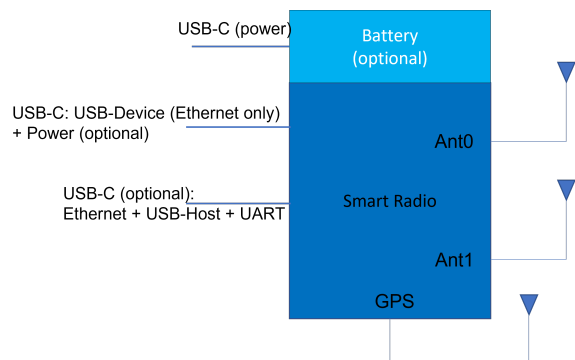 USB-C (power)
Battery
(optional)
USB-C: USB-Device (Ethernet only)
+ Power (optional)
Ant0
USB-C (optional):
Ethernet + USB-Host + UART
Smart Radio
Ant1
GPS